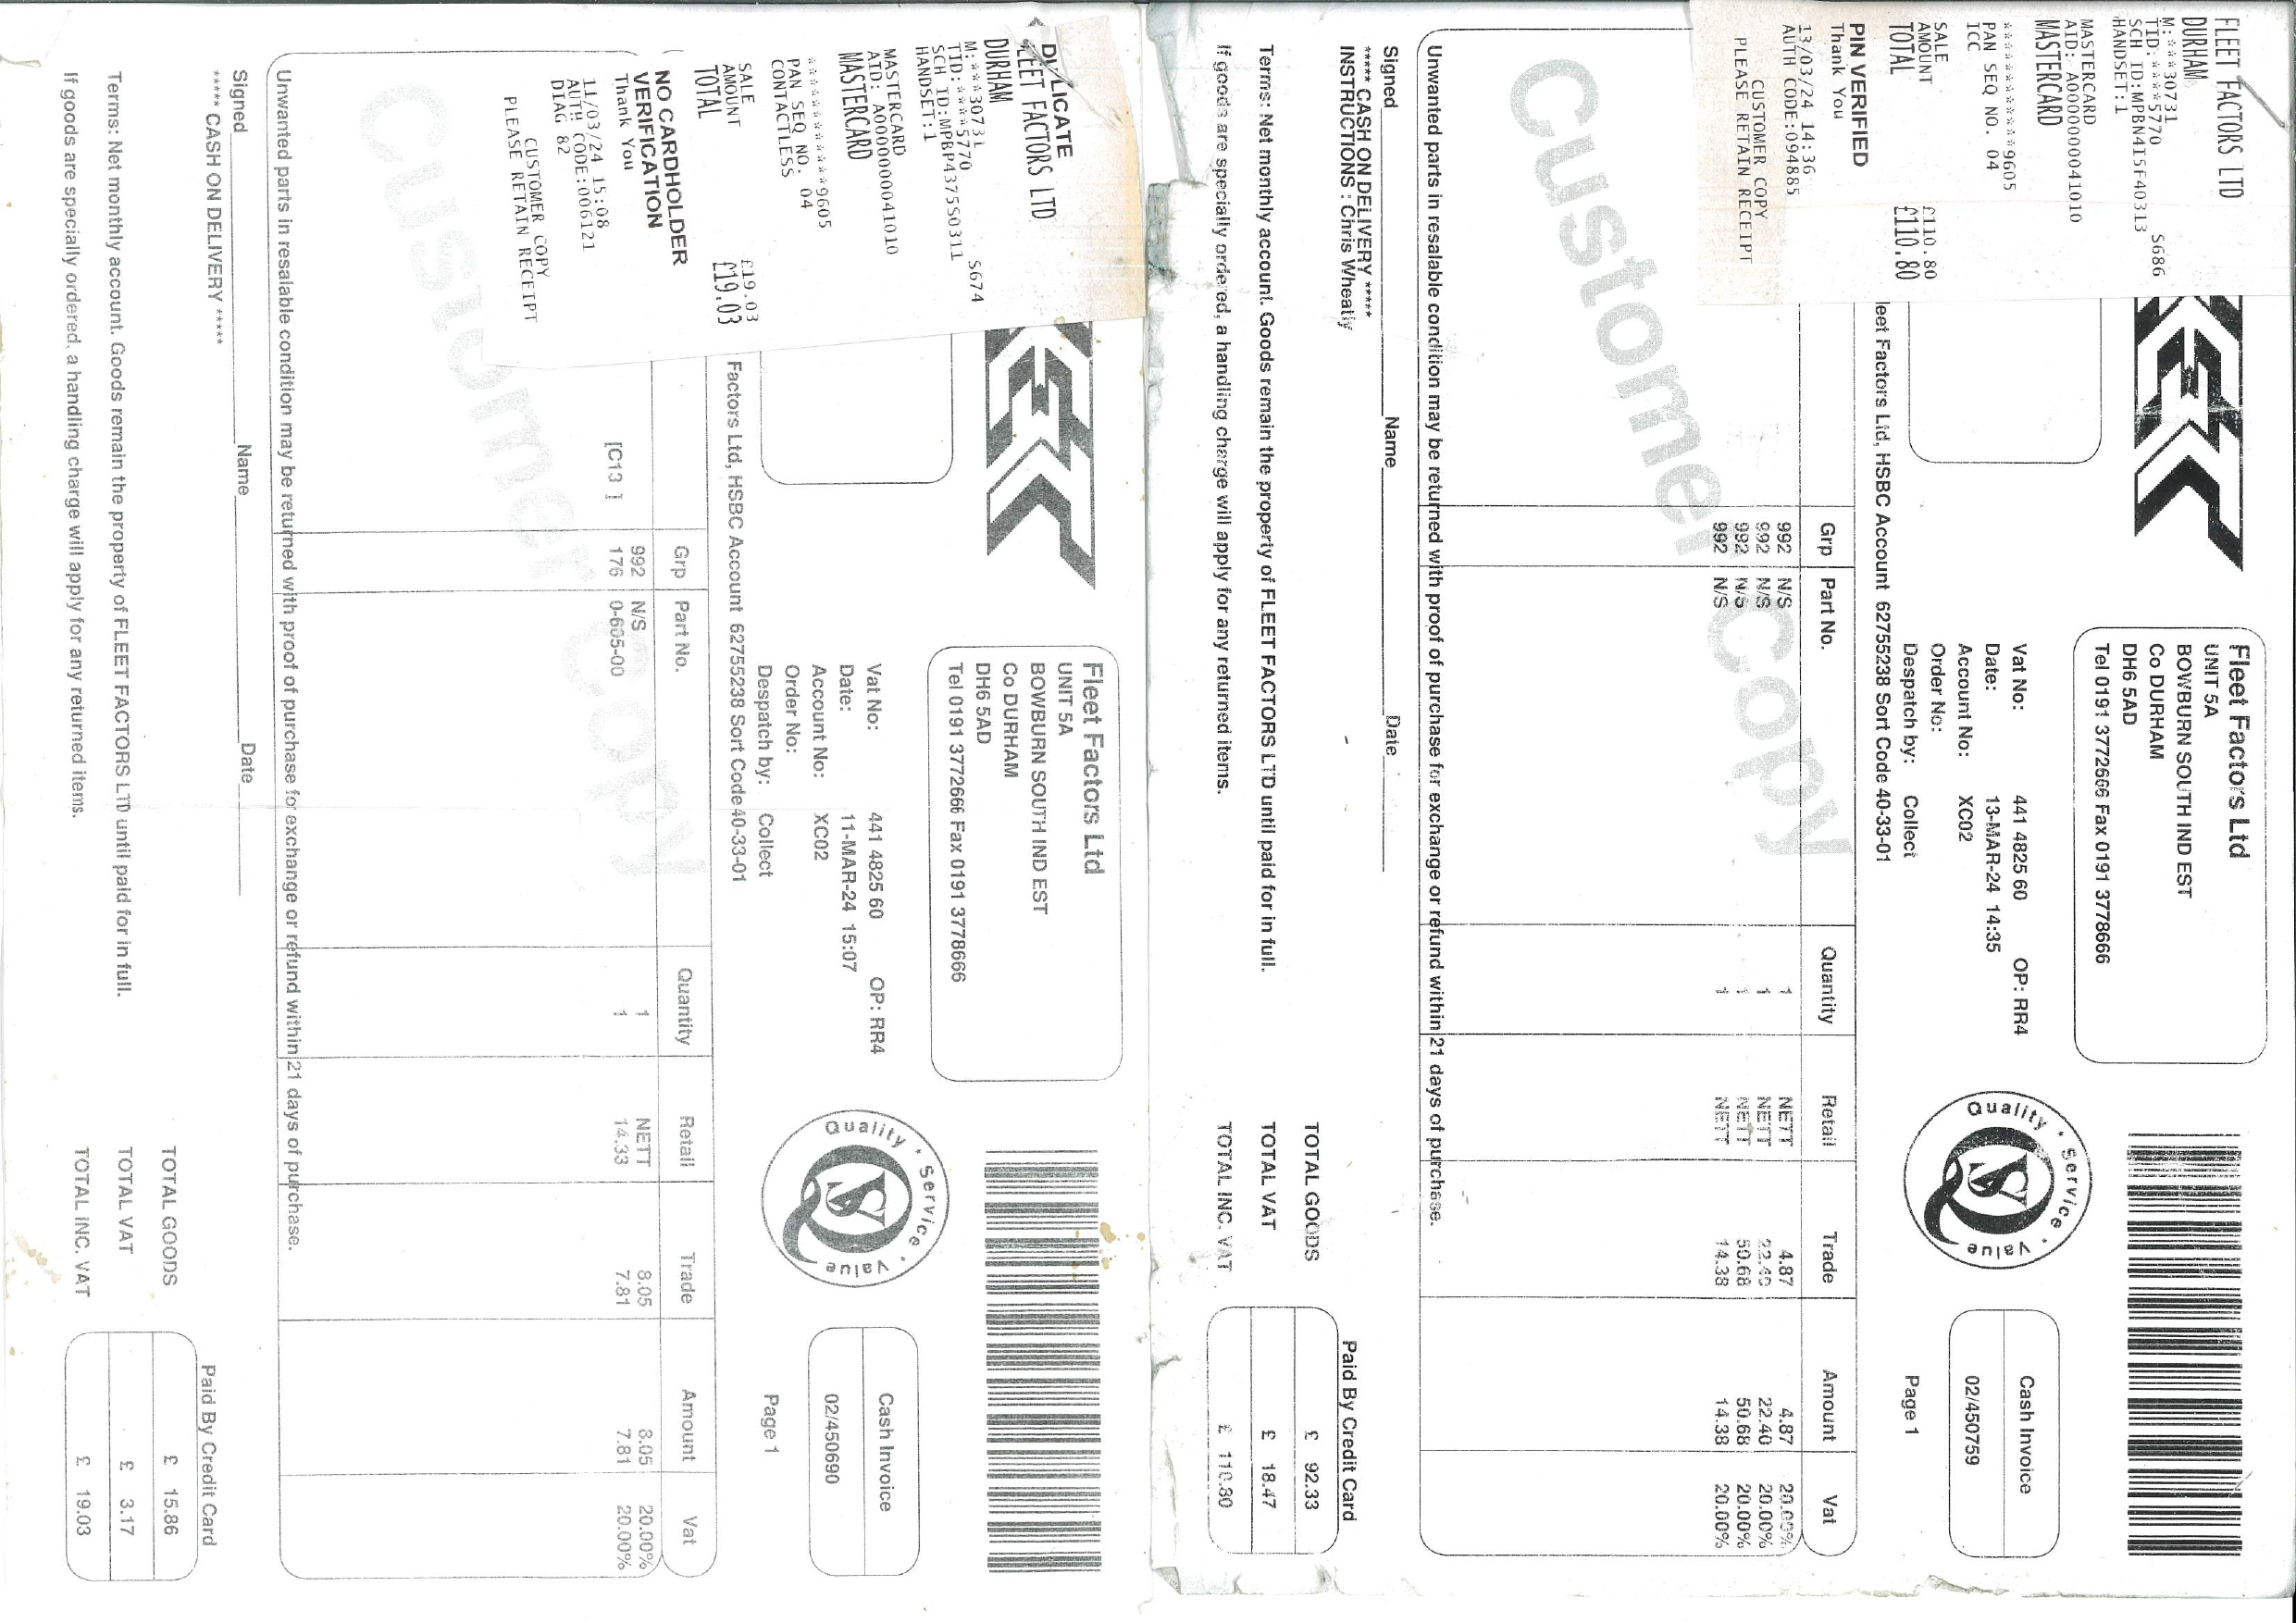 FLEET FACTORS LTD
DURHAM
M:***30731 S686
TID:****5770
SCH ID:MPBN4I5F40313
HANDSET:1
MASTERCARD
AID: A0000000041010
MASTERCARD
************9605
PAN SEQ NO. 04
ICC
SALE
AMOUNT £110.80
TOTAL £110.80
PIN VERIFIED
Thank You
13/03/24 14:36
AUTH CODE:094885
CUSTOMER COPY
PLEASE RETAIN RECEIPT
Fleet Factors Ltd
UNIT 5A
BOWBURN SOUTH IND EST
Co DURHAM
DH6 5AD
Tel 0191 3772666 Fax 0191 3778666
Vat No: 441 4825 60 OP: RR4
Date: 13-MAR-24 14:35
Account No: XC02
Order No:
Despatch by: Collect
Quality · Service · Value
QSV
Cash Invoice
02/450759
Page 1
leet Factors Ltd, HSBC Account 62755238 Sort Code 40-33-01
Grp Part No. Quantity Retail Trade Amount Vat
992 N/S 1 NETT 4.87 4.87 20.00%
992 N/S 1 NETT 22.40 22.40 20.00%
992 N/S 1 NETT 50.68 50.68 20.00%
992 N/S 1 NETT 14.38 14.38 20.00%
Customer Copy
Unwanted parts in resalable condition may be returned with proof of purchase for exchange or refund within 21 days of purchase.
Signed Name Date
***** CASH ON DELIVERY *****
INSTRUCTIONS : Chris Wheatly
Paid By Credit Card
TOTAL GOODS £ 92.33
Terms: Net monthly account. Goods remain the property of FLEET FACTORS LTD until paid for in full. TOTAL VAT £ 18.47
If goods are specially ordered, a handling charge will apply for any returned items. TOTAL INC. VAT £ 110.80
DUPLICATE
FLEET FACTORS LTD
DURHAM
M:***30731 S674
TID:****5770
SCH ID:MPBP4375S0311
HANDSET:1
MASTERCARD
AID: A0000000041010
MASTERCARD
************9605
PAN SEQ NO. 04
CONTACTLESS
SALE
AMOUNT £19.03
TOTAL £19.03
NO CARDHOLDER
VERIFICATION
Thank You
11/03/24 15:08
AUTH CODE:006121
DIAG 82
CUSTOMER COPY
PLEASE RETAIN RECEIPT
Fleet Factors Ltd
UNIT 5A
BOWBURN SOUTH IND EST
Co DURHAM
DH6 5AD
Tel 0191 3772666 Fax 0191 3778666
Vat No: 441 4825 60 OP: RR4
Date: 11-MAR-24 15:07
Account No: XC02
Order No:
Despatch by: Collect
Quality · Service · Value
QSV
Cash Invoice
02/450690
Page 1
Factors Ltd, HSBC Account 62755238 Sort Code 40-33-01
Grp Part No. Quantity Retail Trade Amount Vat
992 N/S 1 NETT 8.05 8.05 20.00%
[C13 ] 176 0-605-00 1 14.33 7.81 7.81 20.00%
Customer Copy
Unwanted parts in resalable condition may be returned with proof of purchase for exchange or refund within 21 days of purchase.
Signed Name Date
***** CASH ON DELIVERY *****
Paid By Credit Card
TOTAL GOODS £ 15.86
Terms: Net monthly account. Goods remain the property of FLEET FACTORS LTD until paid for in full. TOTAL VAT £ 3.17
If goods are specially ordered, a handling charge will apply for any returned items. TOTAL INC. VAT £ 19.03